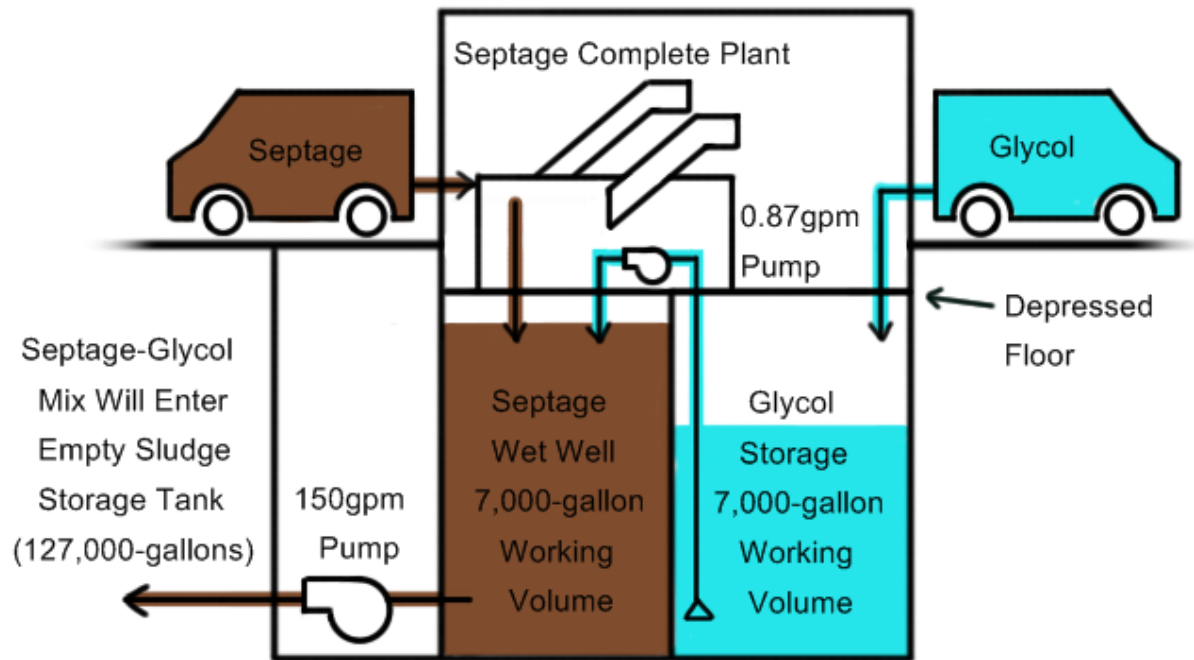 Septage Complete Plant
Septage
Glycol
0.87gpm
Pump
Depressed
Floor
Septage-Glycol
Mix Will Enter
Empty Sludge
Storage Tank
(127,000-gallons)
150gpm
Pump
Septage
Wet Well
7,000-gallon
Working
Volume
Glycol
Storage
7,000-gallon
Working
Volume